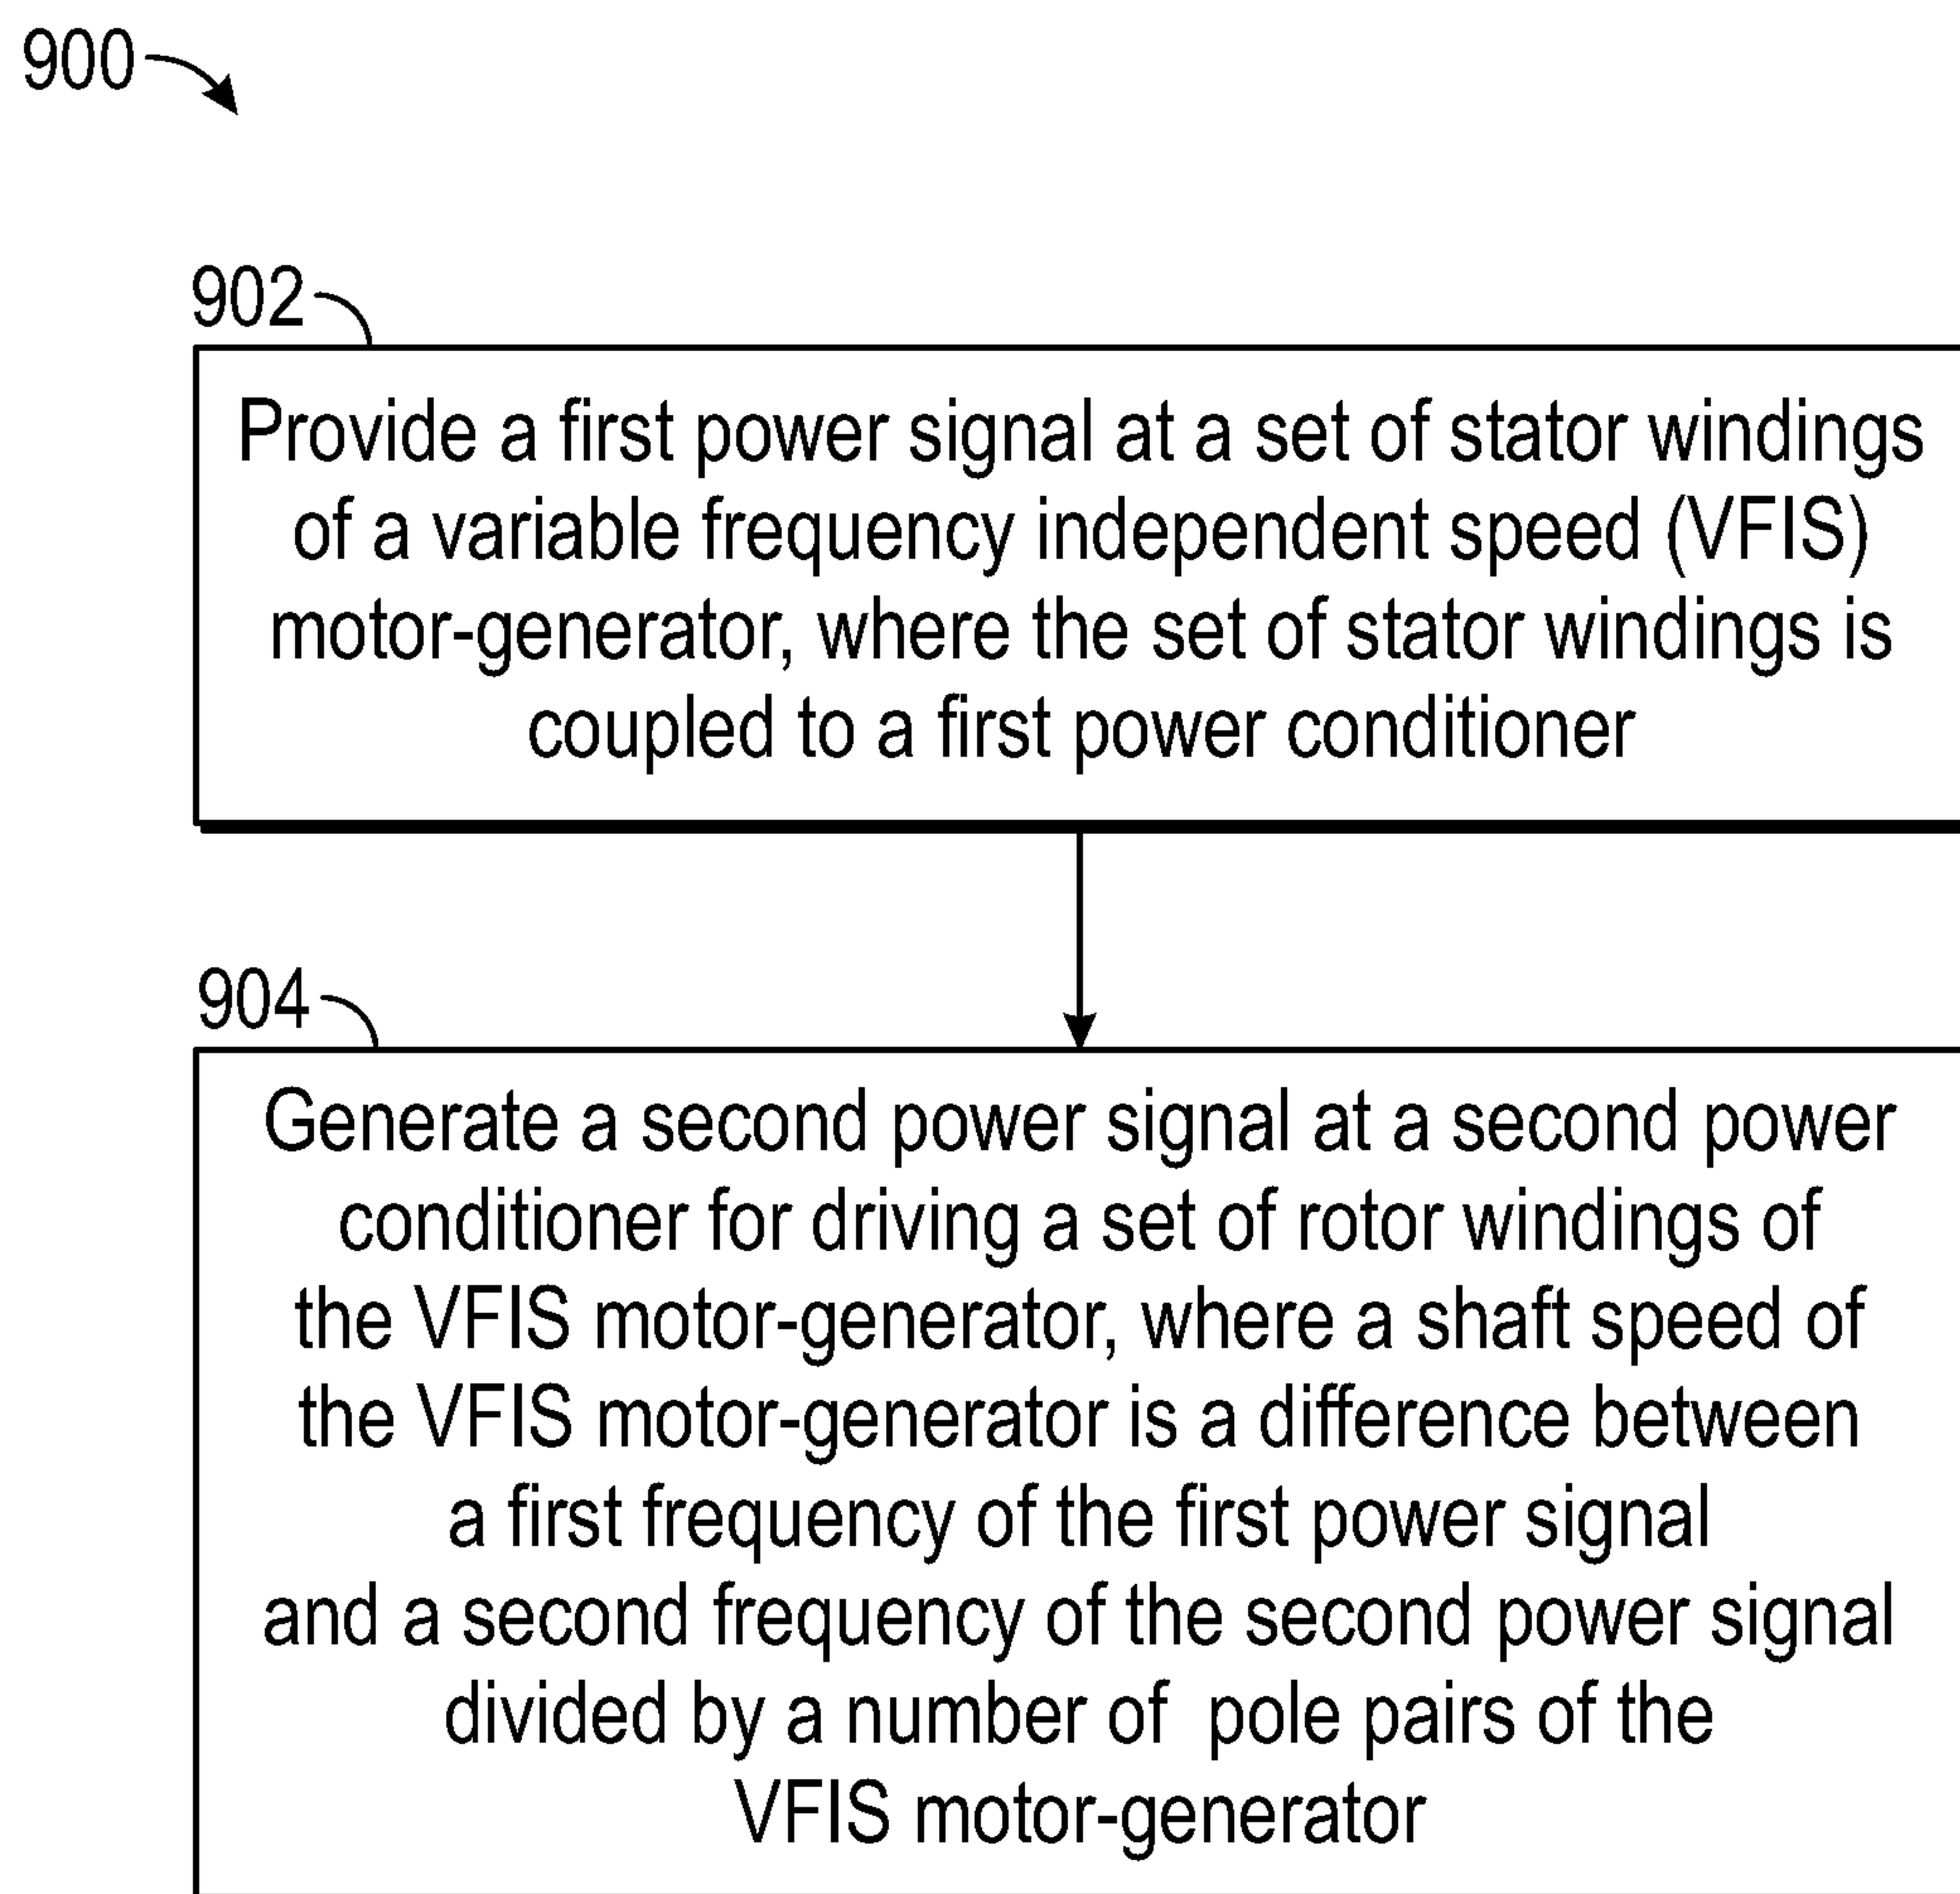 900
902
Provide a first power signal at a set of stator windings
of a variable frequency independent speed (VFIS)
motor-generator, where the set of stator windings is
coupled to a first power conditioner
904
Generate a second power signal at a second power
conditioner for driving a set of rotor windings of
the VFIS motor-generator, where a shaft speed of
the VFIS motor-generator is a difference between
a first frequency of the first power signal
and a second frequency of the second power signal
divided by a number of pole pairs of the
VFIS motor-generator